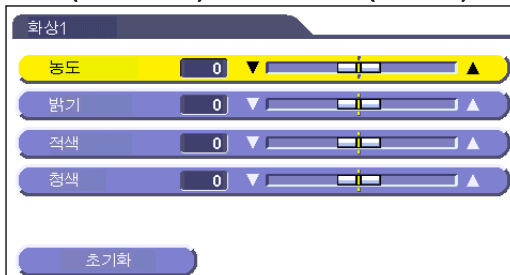 화상1
농도 0 ▼ ▲
밝기 0 ▼ ▲
적색 0 ▼ ▲
청색 0 ▼ ▲
초기화